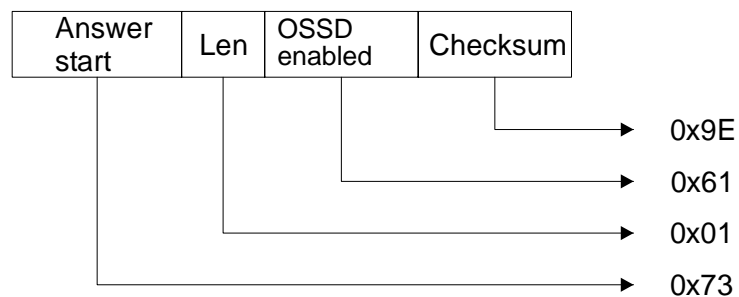 Answer
start
Len
OSSD
enabled
Checksum
0x9E
0x61
0x01
0x73